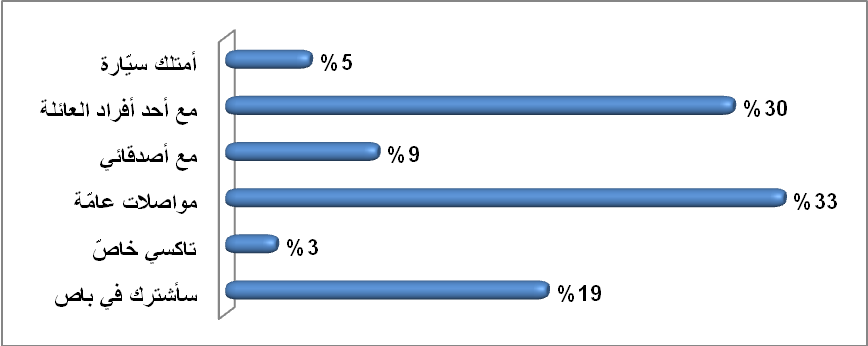 أمتلك سيّارة %5
مع أحد أفراد العائلة %30
مع أصدقائي %9
مواصلات عامّة %33
تاكسي خاصّ %3
سأشترك في باص %19